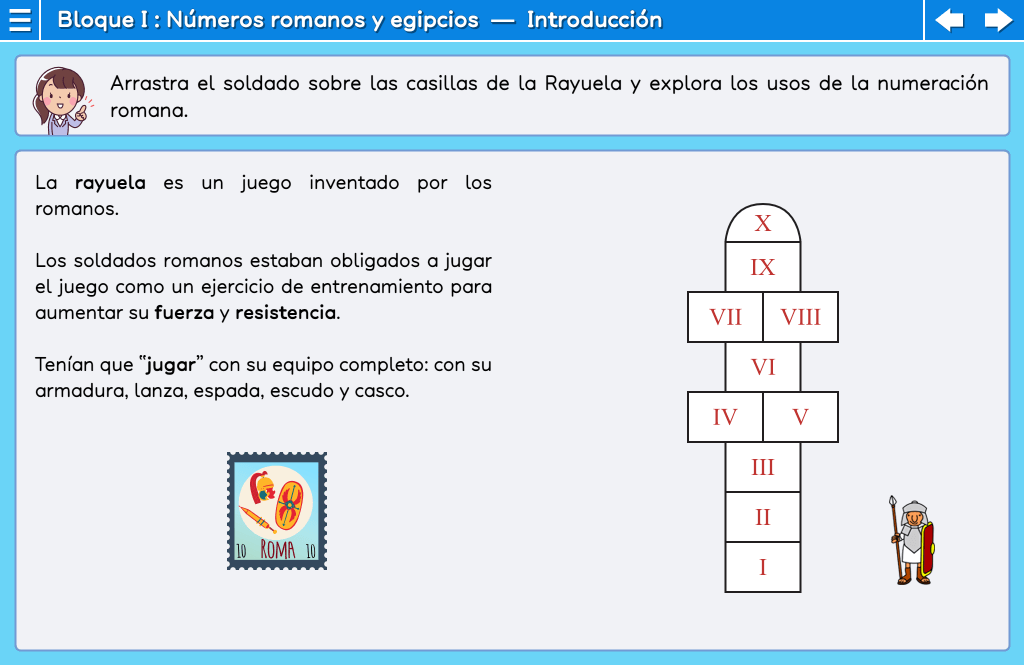 Bloque I : Números romanos y egipcios — Introducción
Arrastra el soldado sobre las casillas de la Rayuela y explora los usos de la numeración
romana.
La rayuela es un juego inventado por los
romanos.
Los soldados romanos estaban obligados a jugar
el juego como un ejercicio de entrenamiento para
aumentar su fuerza y resistencia.
Tenían que “jugar” con su equipo completo: con su
armadura, lanza, espada, escudo y casco.
10 ROMA 10
X
IX
VII VIII
VI
IV V
III
II
I